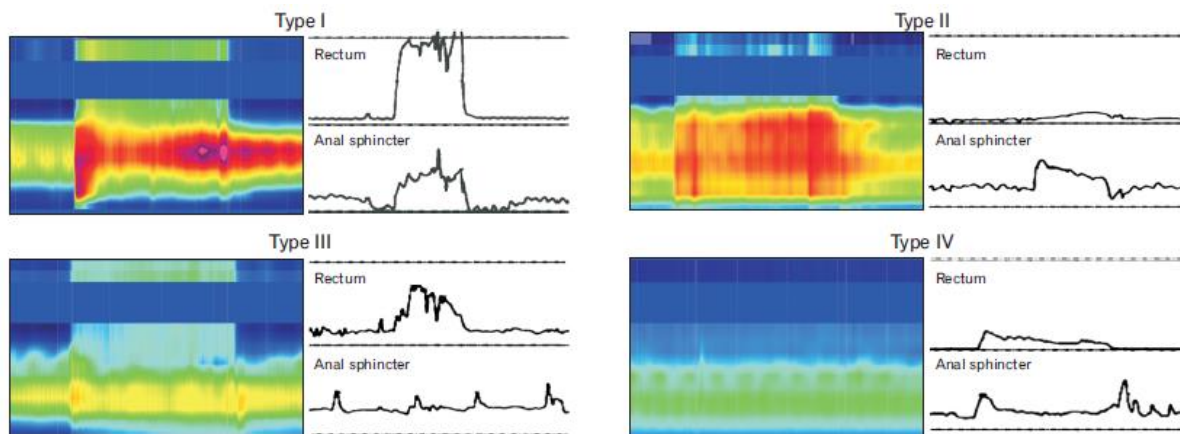 Type I
Rectum
Anal sphincter
Type II
Rectum
Anal sphincter
Type III
Rectum
Anal sphincter
Type IV
Rectum
Anal sphincter